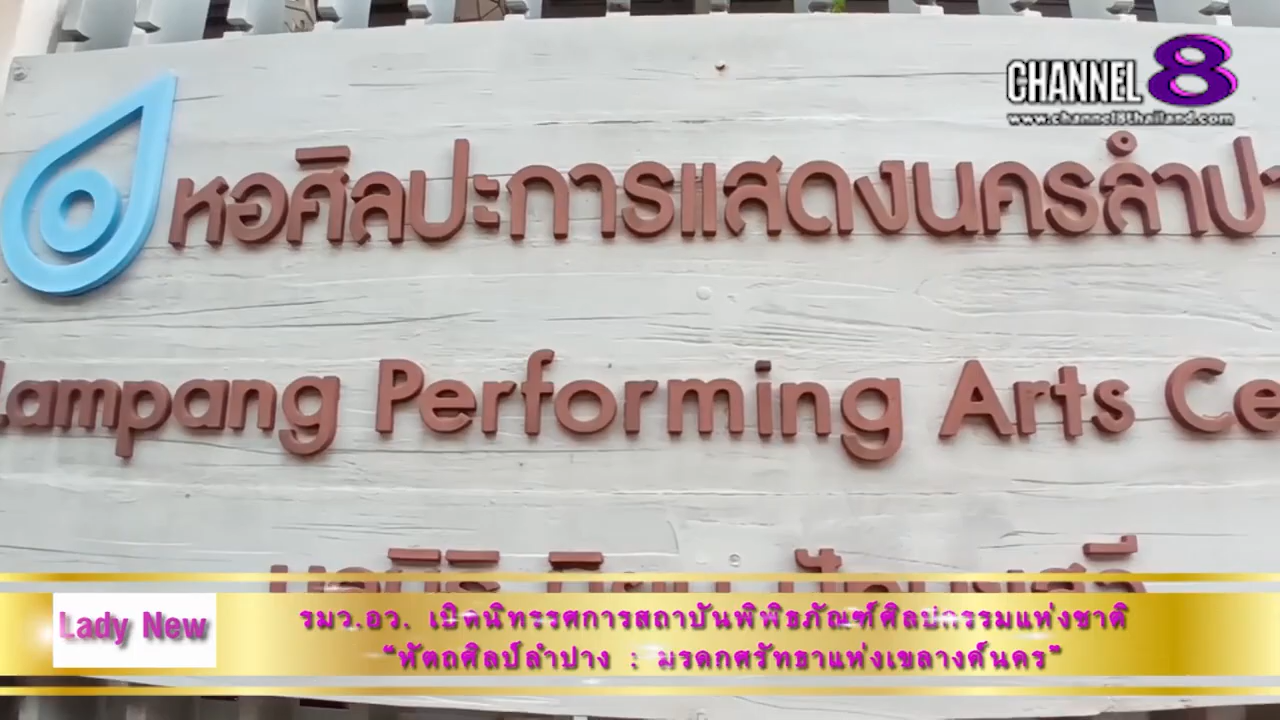 CHANNEL 8
www.channel8thailand.com
หอศิลปะการแสดงนครลำปา
Lampang Performing Arts Ce
Lady New
รมว.อว. เปิดนิทรรศการสถาบันพิพิธภัณฑ์ศิลปกรรมแห่งชาติ
“หัตถศิลป์ลำปาง : มรดกศรัทธาแห่งเขลางค์นคร”